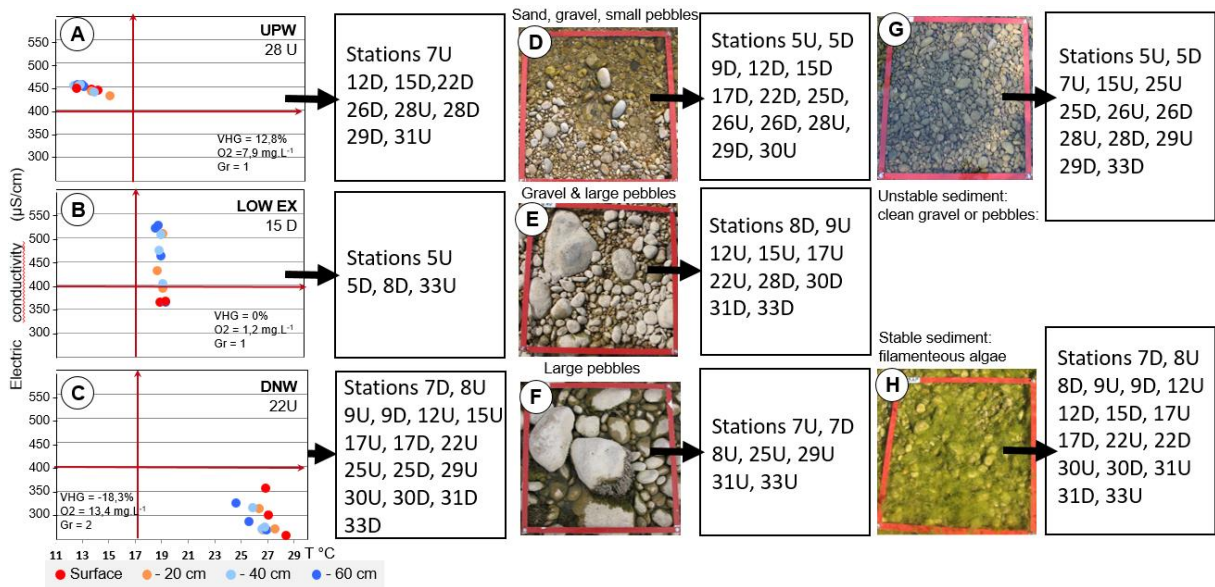 A
UPW
28 U
550
500
450
400
350
300
VHG = 12,8%
O2 =7,9 mg.L⁻¹
Gr = 1
Stations 7U
12D, 15D,22D
26D, 28U, 28D
29D, 31U
Sand, gravel, small pebbles
D
Stations 5U, 5D
9D, 12D, 15D
17D, 22D, 25D,
26U, 26D, 28U,
29D, 30U
G
Unstable sediment:
clean gravel or pebbles:
Stations 5U, 5D
7U, 15U, 25U
25D, 26U, 26D
28U, 28D, 29U
29D, 33D
Electric conductivity (µS/cm)
B
LOW EX
15 D
550
500
450
400
350
300
VHG = 0%
O2 = 1,2 mg.L⁻¹
Gr = 1
Stations 5U
5D, 8D, 33U
Gravel & large pebbles
E
Stations 8D, 9U
12U, 15U, 17U
22U, 28D, 30D
31D, 33D
C
DNW
22U
550
500
450
400
350
300
VHG = -18,3%
O2 = 13,4 mg.L⁻¹
Gr = 2
11 13 15 17 19 21 23 25 27 29 T °C
Surface - 20 cm - 40 cm - 60 cm
Stations 7D, 8U
9U, 9D, 12U, 15U
17U, 17D, 22U
25U, 25D, 29U
30U, 30D, 31D
33D
Large pebbles
F
Stations 7U, 7D
8U, 25U, 29U
31U, 33U
Stable sediment:
filamenteous algae
H
Stations 7D, 8U
8D, 9U, 9D, 12U
12D, 15D, 17U
17D, 22U, 22D
30U, 30D, 31U
31D, 33U